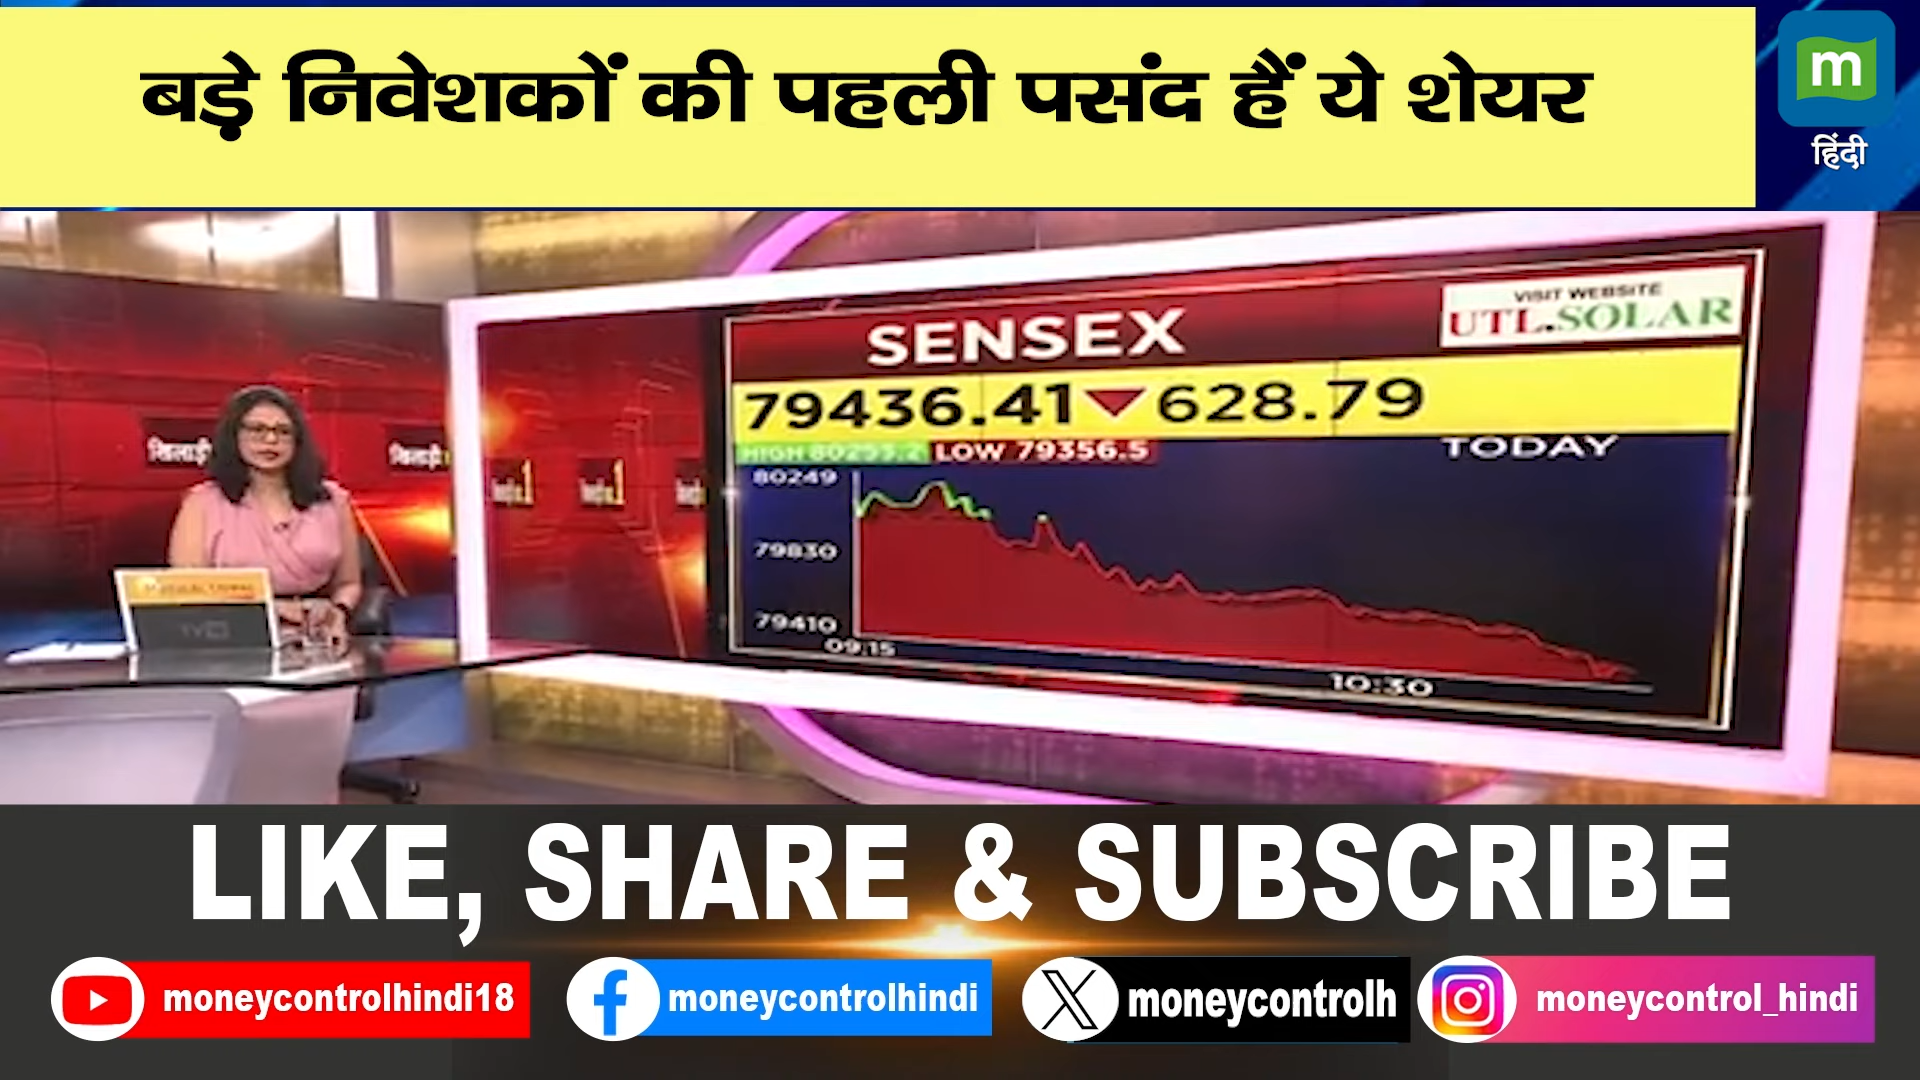 बड़े निवेशकों की पहली पसंद हैं ये शेयर
m
हिंदी
VISIT WEBSITE
UTL.SOLAR
SENSEX
79436.41▼628.79
LOW 79356.5
TODAY
80249
79830
79410
09:15
10:30
खिलाड़ी
खिलाड़ी
LIKE, SHARE & SUBSCRIBE
moneycontrolhindi18
moneycontrolhindi
moneycontrolh
moneycontrol_hindi